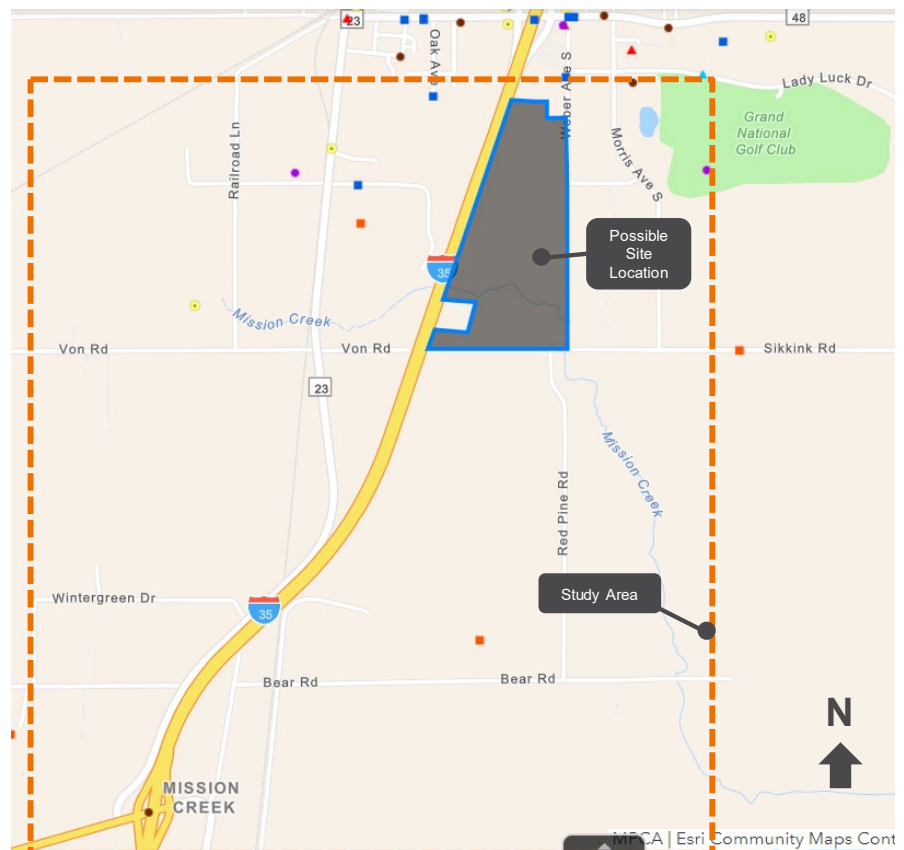 23
48
Oak Ave
Weber Ave S
Lady Luck Dr
Grand
National
Golf Club
Railroad Ln
Morris Ave S
Possible
Site
Location
35
Mission Creek
Von Rd
Von Rd
Sikkink Rd
23
Mission Creek
Red Pine Rd
Study Area
Wintergreen Dr
35
Bear Rd
Bear Rd
N
MISSION
CREEK
MPCA | Esri Community Maps Cont